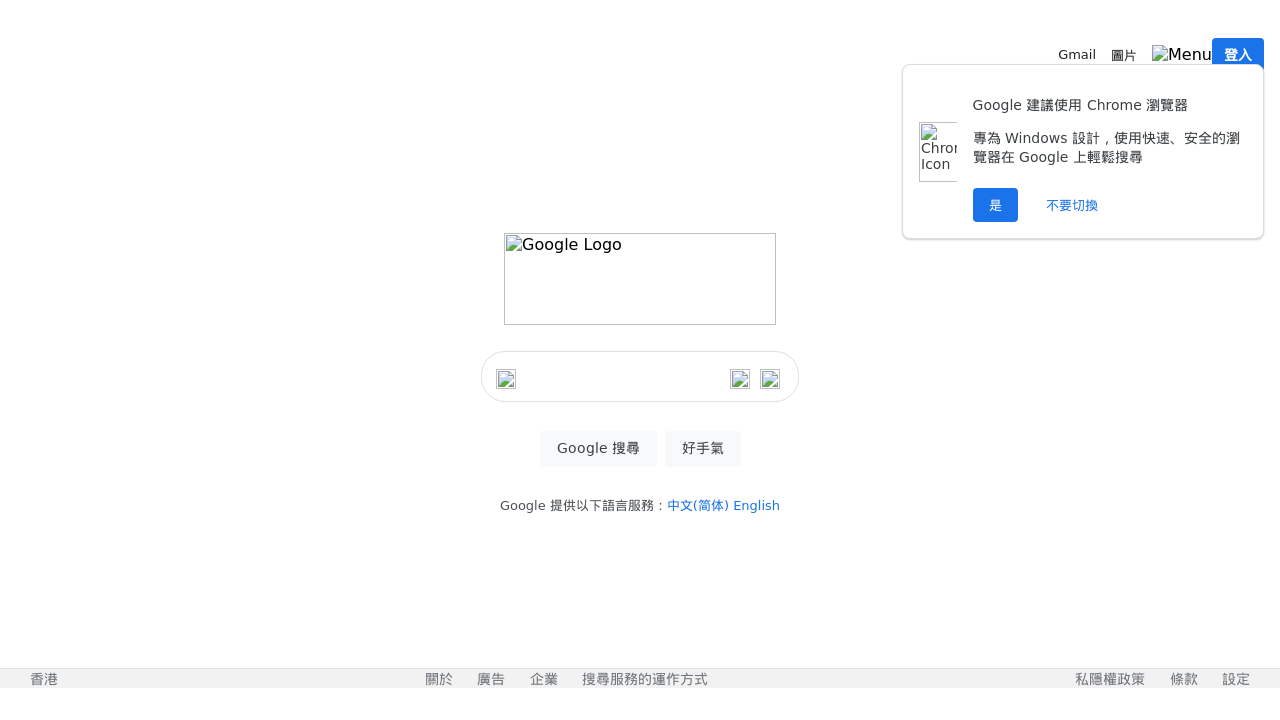 Gmail 圖片 Menu 登入
Google 建議使用 Chrome 瀏覽器
Chrom
Icon
專為 Windows 設計，使用快速、安全的瀏
覽器在 Google 上輕鬆搜尋
是 不要切換
Google Logo
Google 搜尋 好手氣
Google 提供以下語言服務：中文(简体) English
香港 關於 廣告 企業 搜尋服務的運作方式 私隱權政策 條款 設定